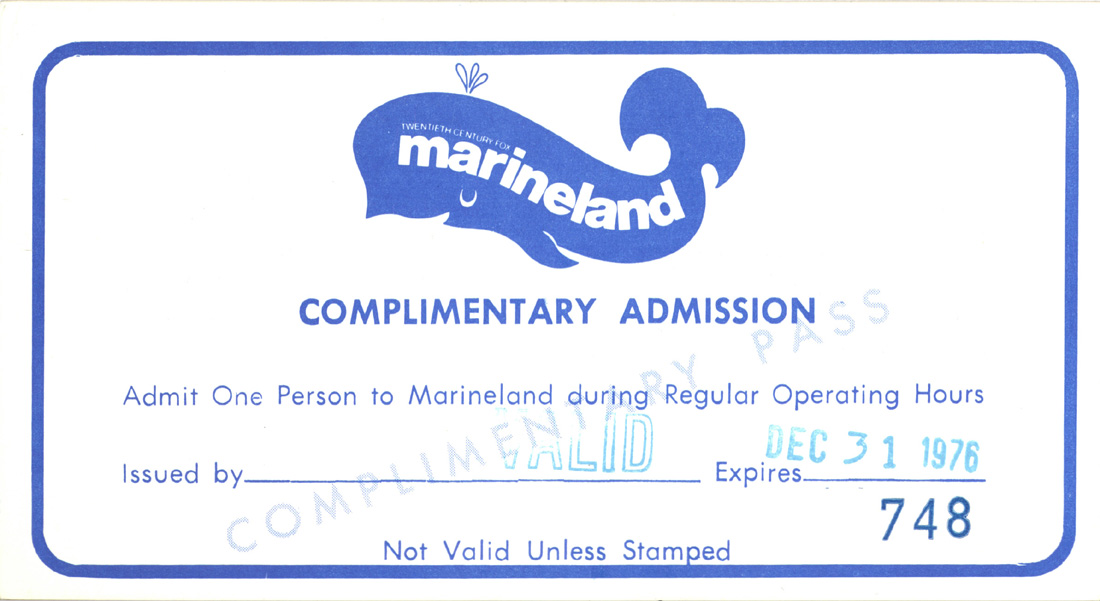 TWENTIETH CENTURY FOX
marineland
COMPLIMENTARY ADMISSION
COMPLIMENTARY PASS
Admit One Person to Marineland during Regular Operating Hours
VALID
DEC 31 1976
Issued by Expires
748
Not Valid Unless Stamped